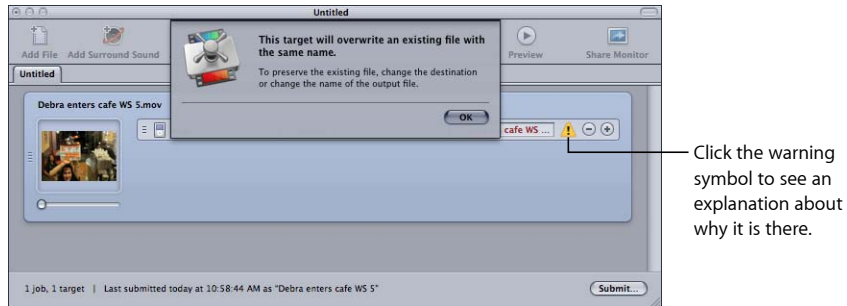 Untitled
Add File Add Surround Sound
Preview
Share Monitor
This target will overwrite an existing file with
the same name.
To preserve the existing file, change the destination
or change the name of the output file.
OK
Untitled
Debra enters cafe WS 5.mov
cafe WS ...
Click the warning
symbol to see an
explanation about
why it is there.
1 job, 1 target | Last submitted today at 10:58:44 AM as "Debra enters cafe WS 5"
Submit...